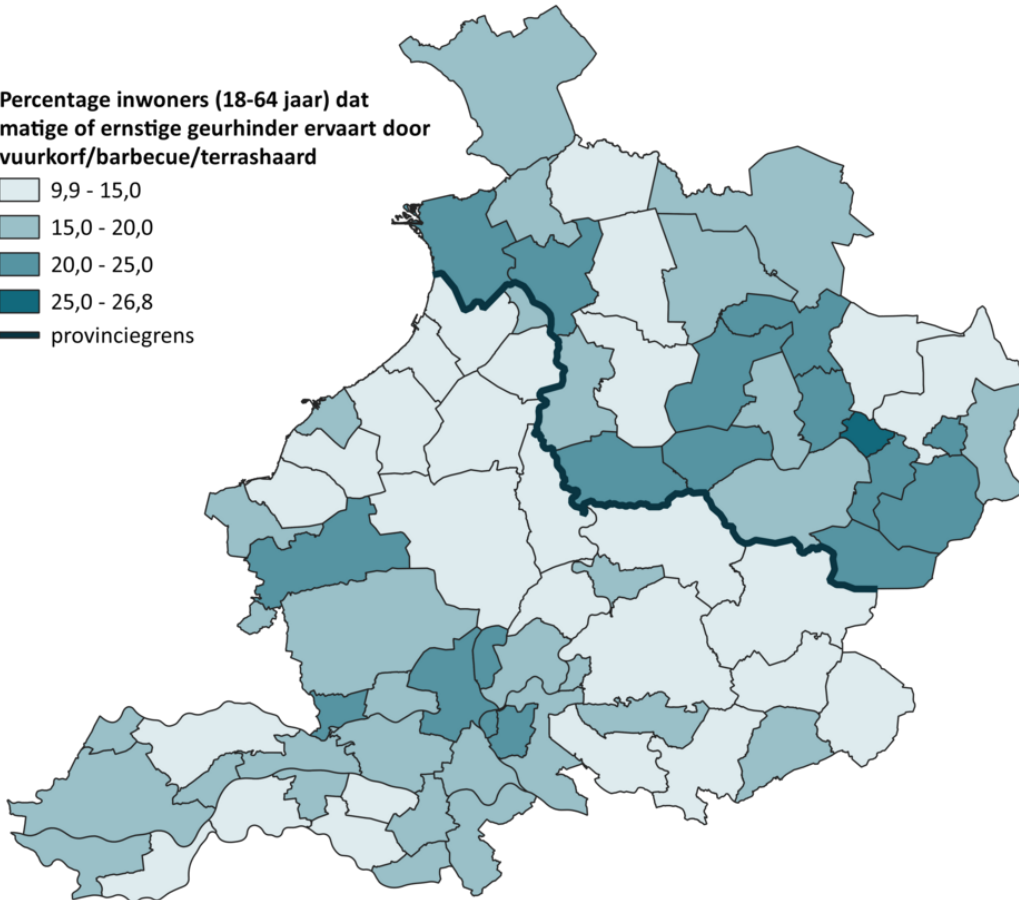 Percentage inwoners (18-64 jaar) dat
matige of ernstige geurhinder ervaart door
vuurkorf/barbecue/terrashaard
9,9 - 15,0
15,0 - 20,0
20,0 - 25,0
25,0 - 26,8
provinciegrens